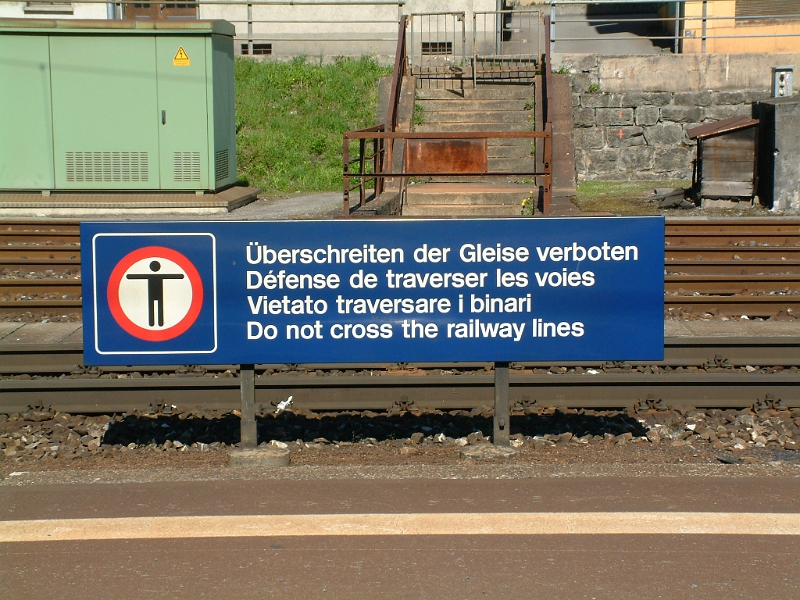 Überschreiten der Gleise verboten
Défense de traverser les voies
Vietato traversare i binari
Do not cross the railway lines